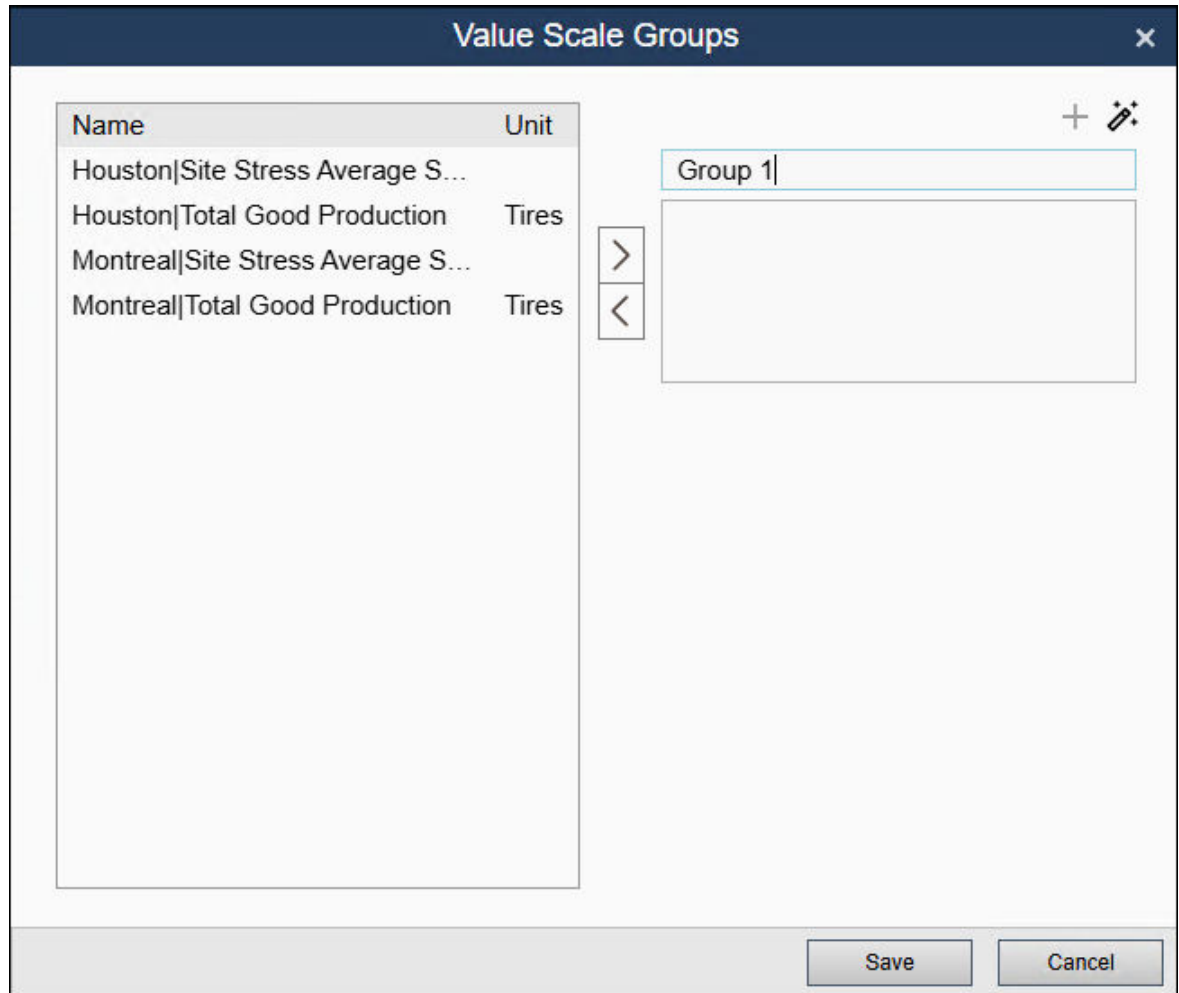 Value Scale Groups
Name Unit
Houston|Site Stress Average S...
Houston|Total Good Production Tires
Montreal|Site Stress Average S...
Montreal|Total Good Production Tires
Group 1
Save Cancel